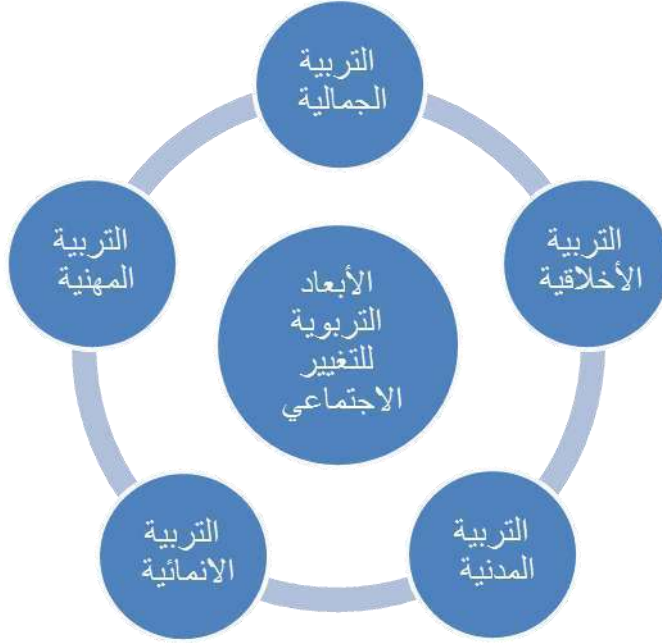 التربية
الجمالية
التربية
الأخلاقية
التربية
المدنية
التربية
الانمائية
التربية
المهنية
الأبعاد
التربوية
للتغيير
الاجتماعي